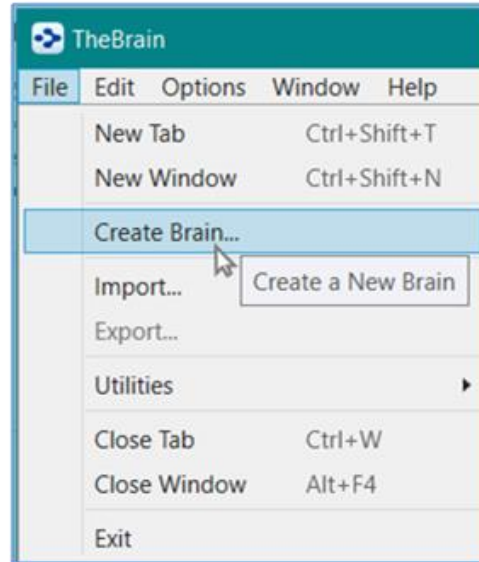 TheBrain
File Edit Options Window Help
New Tab Ctrl+Shift+T
New Window Ctrl+Shift+N
Create Brain...
Create a New Brain
Import...
Export...
Utilities
Close Tab Ctrl+W
Close Window Alt+F4
Exit